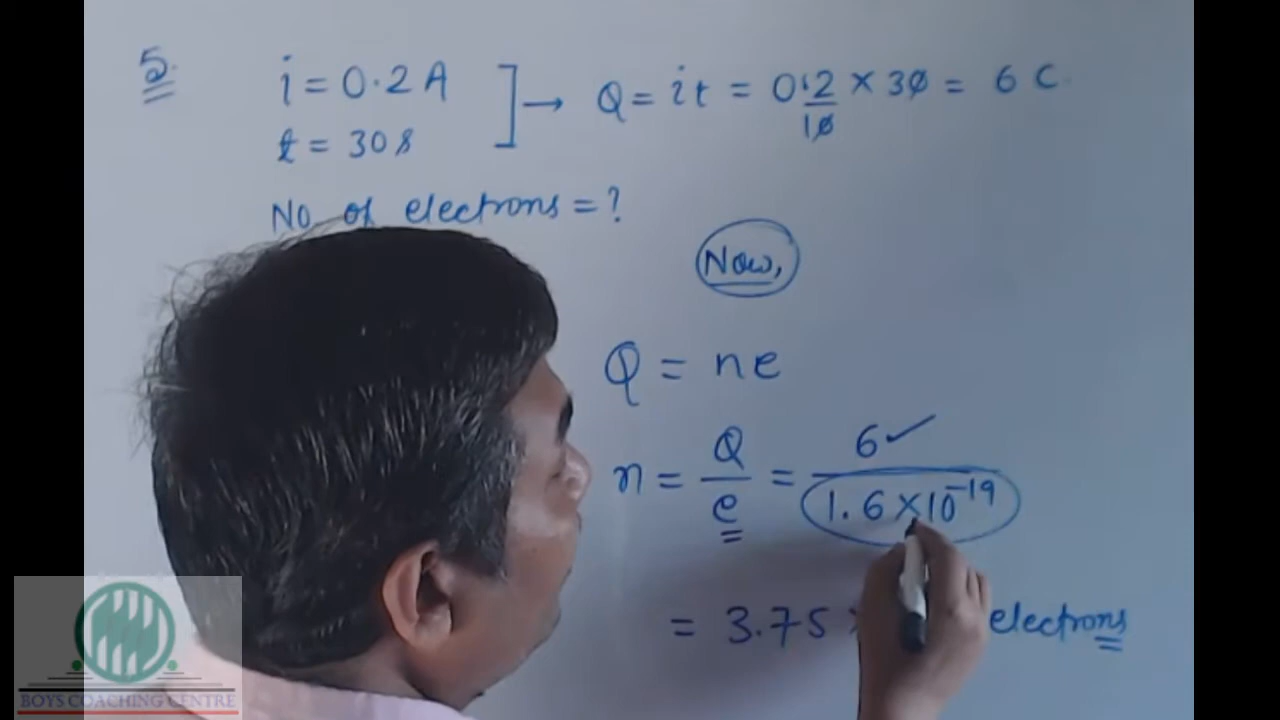 5.
i = 0.2 A ] → Q = it = 0.2/10 × 30 = 6 C
t = 30 s
No of electrons = ?
Now,
Q = ne
n = Q/e = 6 ✓/1.6 × 10⁻¹⁹
= 3.75 electrons
BOYS COACHING CENTRE